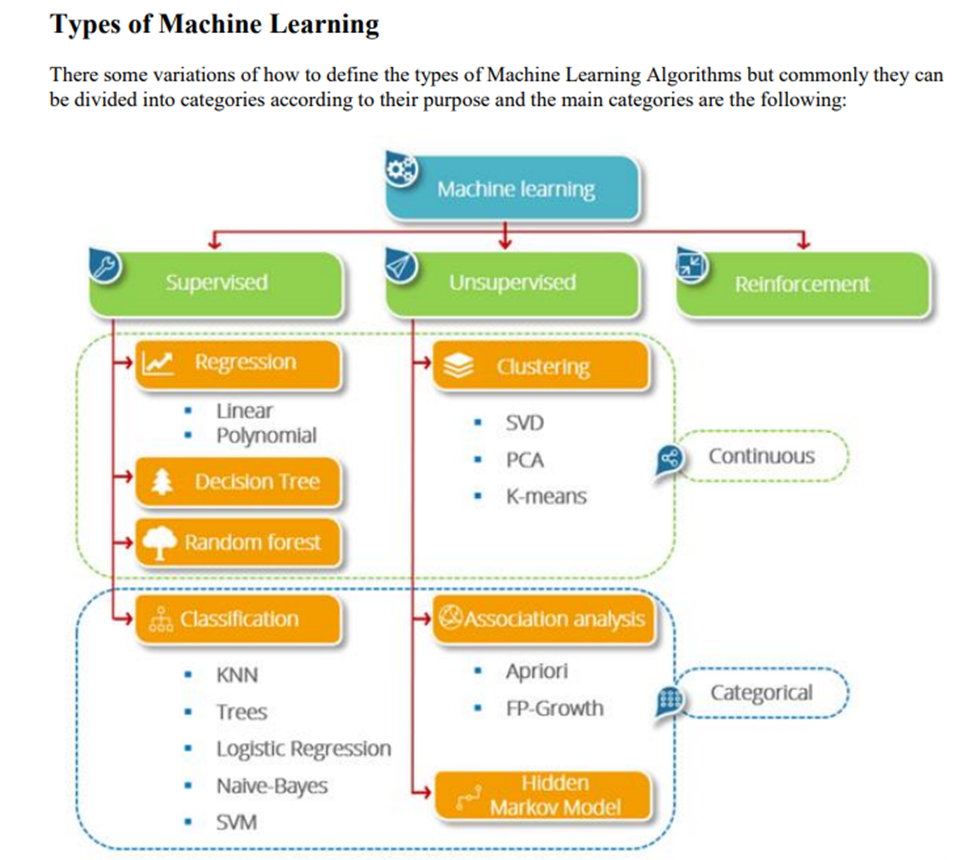 Types of Machine Learning
There some variations of how to define the types of Machine Learning Algorithms but commonly they can
be divided into categories according to their purpose and the main categories are the following:
Machine learning
Supervised
Unsupervised
Reinforcement
Regression
Linear
Polynomial
Decision Tree
Random forest
Clustering
SVD
PCA
K-means
Continuous
Classification
KNN
Trees
Logistic Regression
Naive-Bayes
SVM
Association analysis
Apriori
FP-Growth
Hidden
Markov Model
Categorical